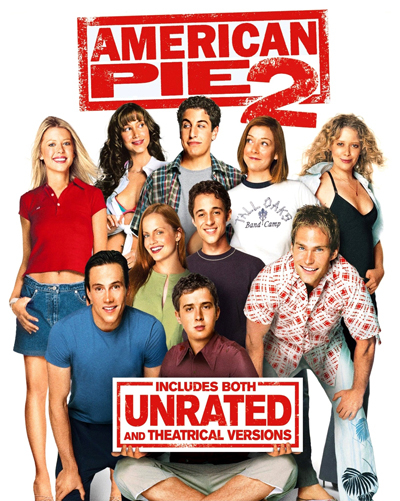 AMERICAN
PIE 2
TALL OAKS
Band Camp
INCLUDES BOTH
UNRATED
AND THEATRICAL VERSIONS